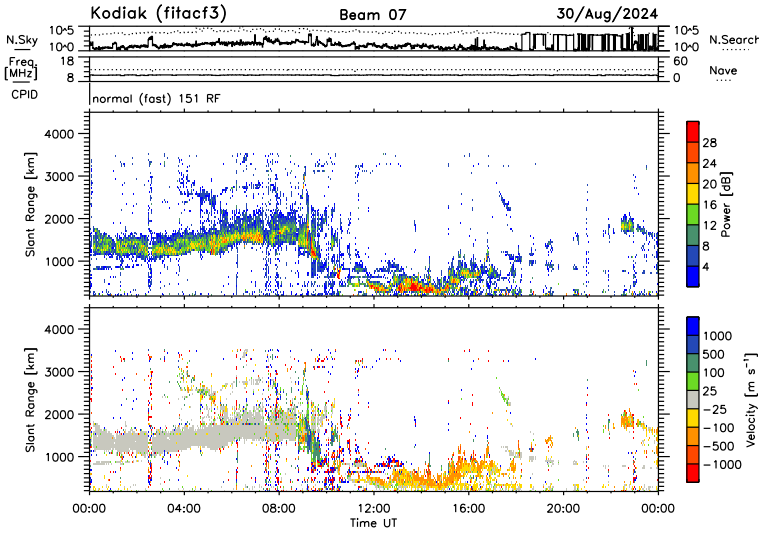 Kodiak (fitacf3) Beam 07 30/Aug/2024
N.Sky 10^5 10^0 10^5 10^0 N.Search
Freq. [MHz] 18 8 60 0 Nave
CPID normal (fast) 151 RF
Slant Range [km] 4000 3000 2000 1000
28 24 20 16 12 8 4 Power [dB]
Slant Range [km] 4000 3000 2000 1000
1000 500 100 25 −25 −100 −500 −1000 Velocity [m s⁻¹]
00:00 04:00 08:00 12:00 16:00 20:00 00:00
Time UT